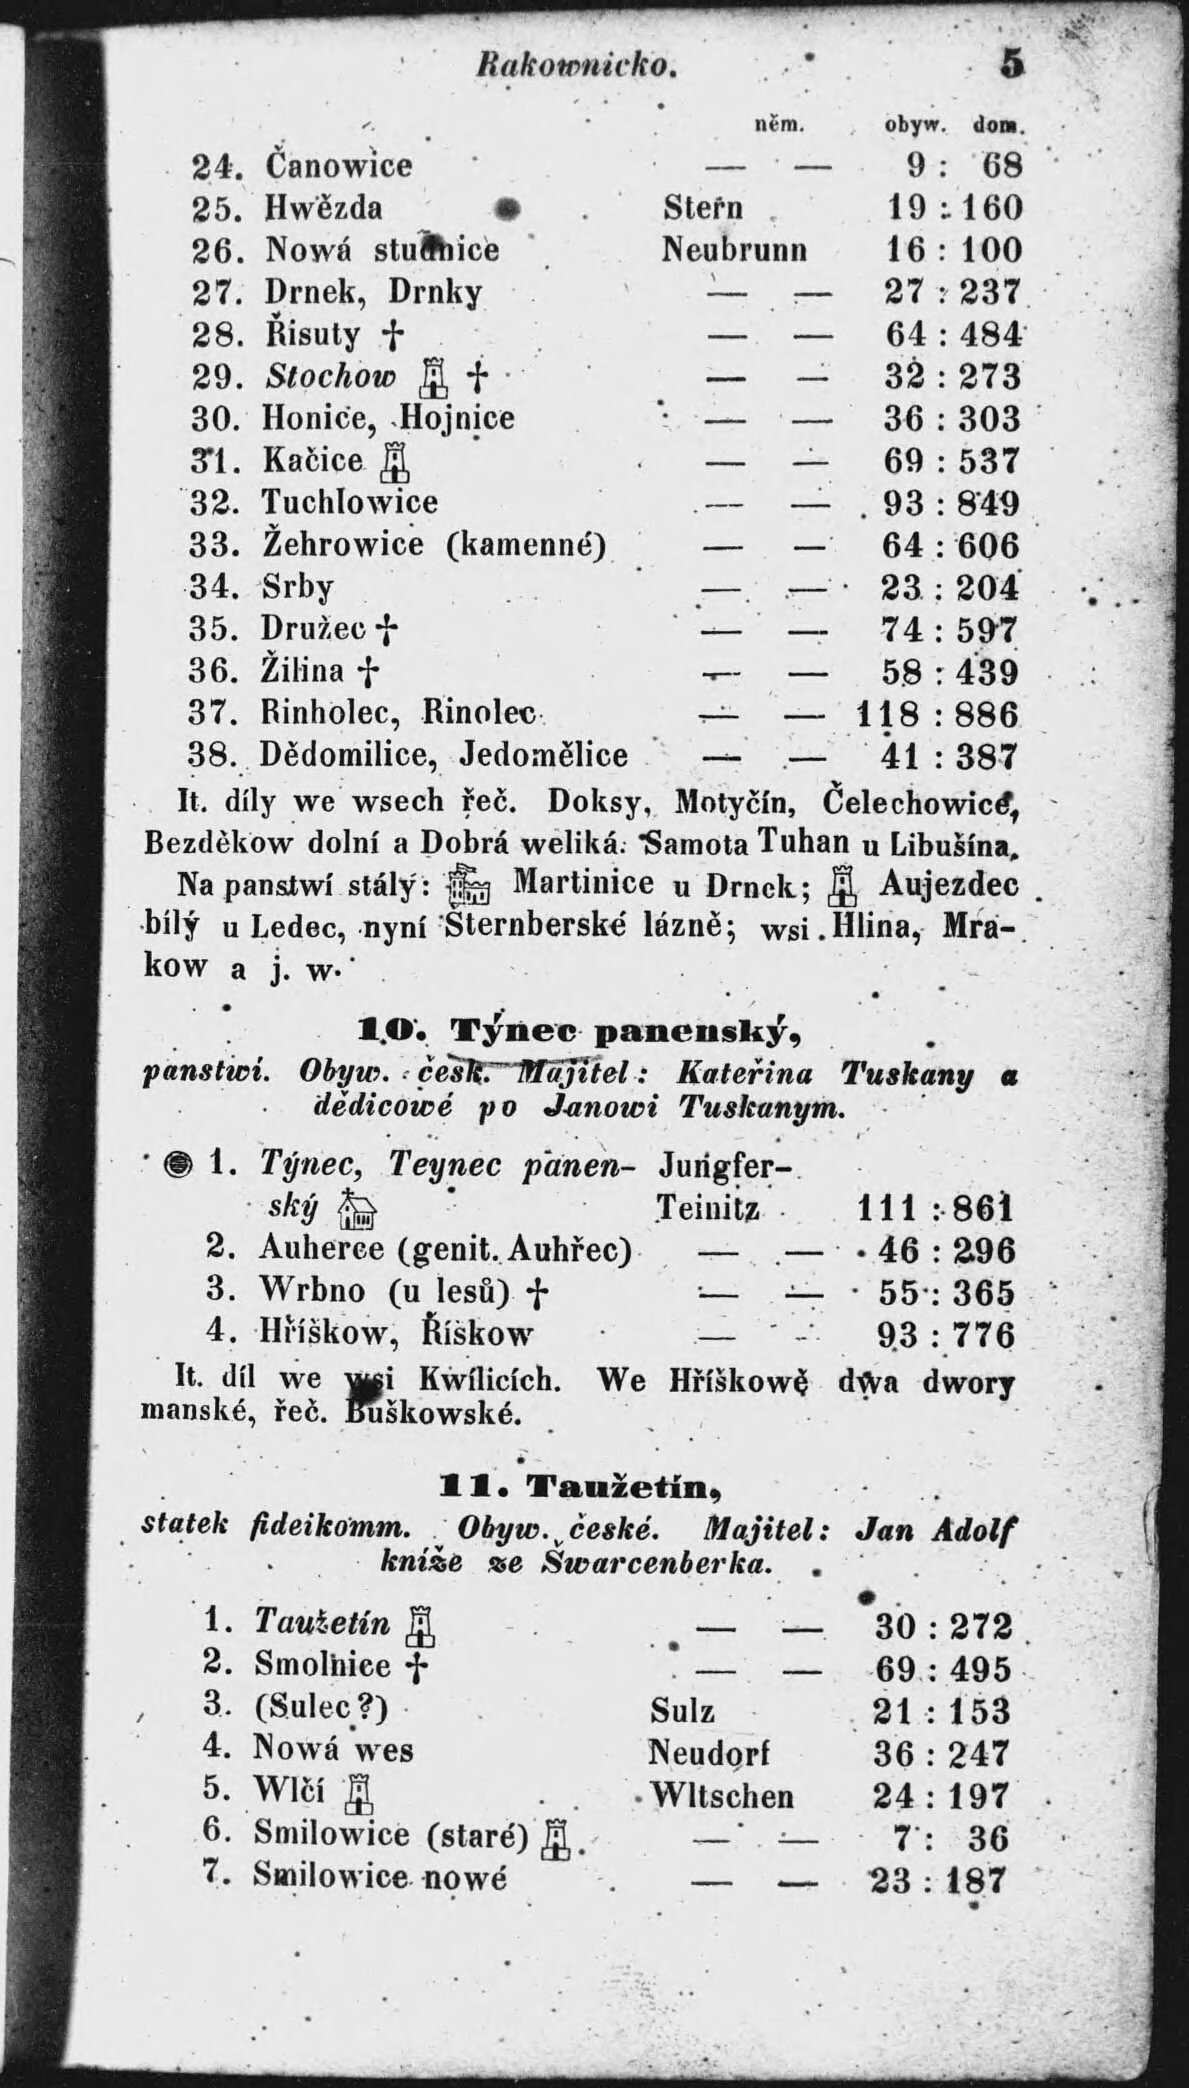 Rakownicko. 5
něm. obyw. dom.
24. Čanowice — — 9 : 68
25. Hwězda Stern 19 : 160
26. Nowá studnice Neubrunn 16 : 100
27. Drnek, Drnky — — 27 : 237
28. Řisuty † — — 64 : 484
29. Stochow † — — 32 : 273
30. Honice, Hojnice — — 36 : 303
31. Kačice — — 69 : 537
32. Tuchlowice — — 93 : 849
33. Žehrowice (kamenné) — — 64 : 606
34. Srby — — 23 : 204
35. Družec † — — 74 : 597
36. Žilina † — — 58 : 439
37. Rinholec, Rinolec — — 118 : 886
38. Dědomilice, Jedomělice — — 41 : 387
It. díly we wsech řeč. Doksy, Motyčín, Čelechowice,
Bezděkow dolní a Dobrá weliká. Samota Tuhan u Libušína.
Na panstwí stály: Martinice u Drnek; Aujezdec
bílý u Ledec, nyní Šternberské lázně; wsi Hlina, Mra-
kow a j. w.
10. Týnec panenský,
panstwí. Obyw. česk. Majitel: Kateřina Tuskany a
dědicowé po Janowi Tuskanym.
1. Týnec, Teynec panen- Jungfer-
ský Teinitz 111 : 861
2. Auherce (genit. Auhřec) — — 46 : 296
3. Wrbno (u lesů) † — — 55 : 365
4. Hříškow, Říškow — — 93 : 776
It. díl we wsi Kwílicích. We Hříškowě dwa dwory
manské, řeč. Buškowské.
11. Taužetín,
statek fideikomm. Obyw. české. Majitel: Jan Adolf
kníže ze Šwarcenberka.
1. Taužetín — — 30 : 272
2. Smolnice † — — 69 : 495
3. (Sulec?) Sulz 21 : 153
4. Nowá wes Neudorf 36 : 247
5. Wlčí Wltschen 24 : 197
6. Smilowice (staré) — — 7 : 36
7. Smilowice nowé — — 23 : 187